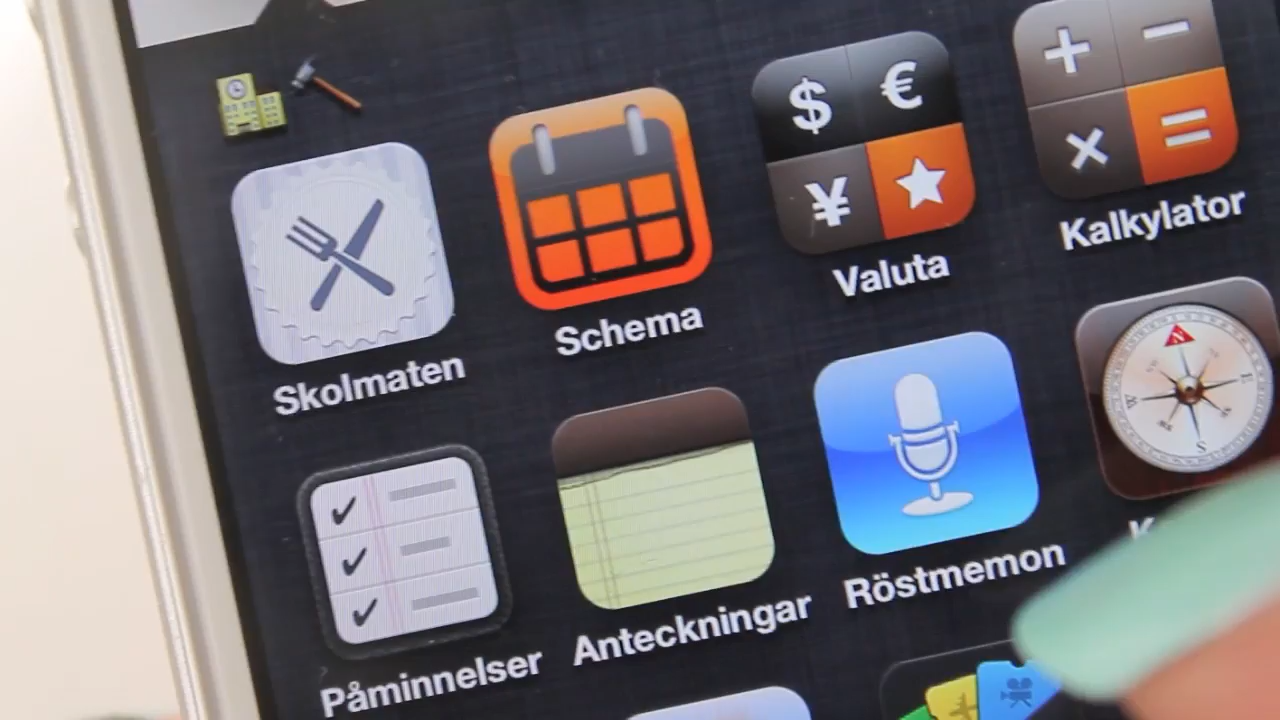 $ €
¥
+ −
× =
Skolmaten
Schema
Valuta
Kalkylator
N
E
S
W
Påminnelser
Anteckningar
Röstmemon
K